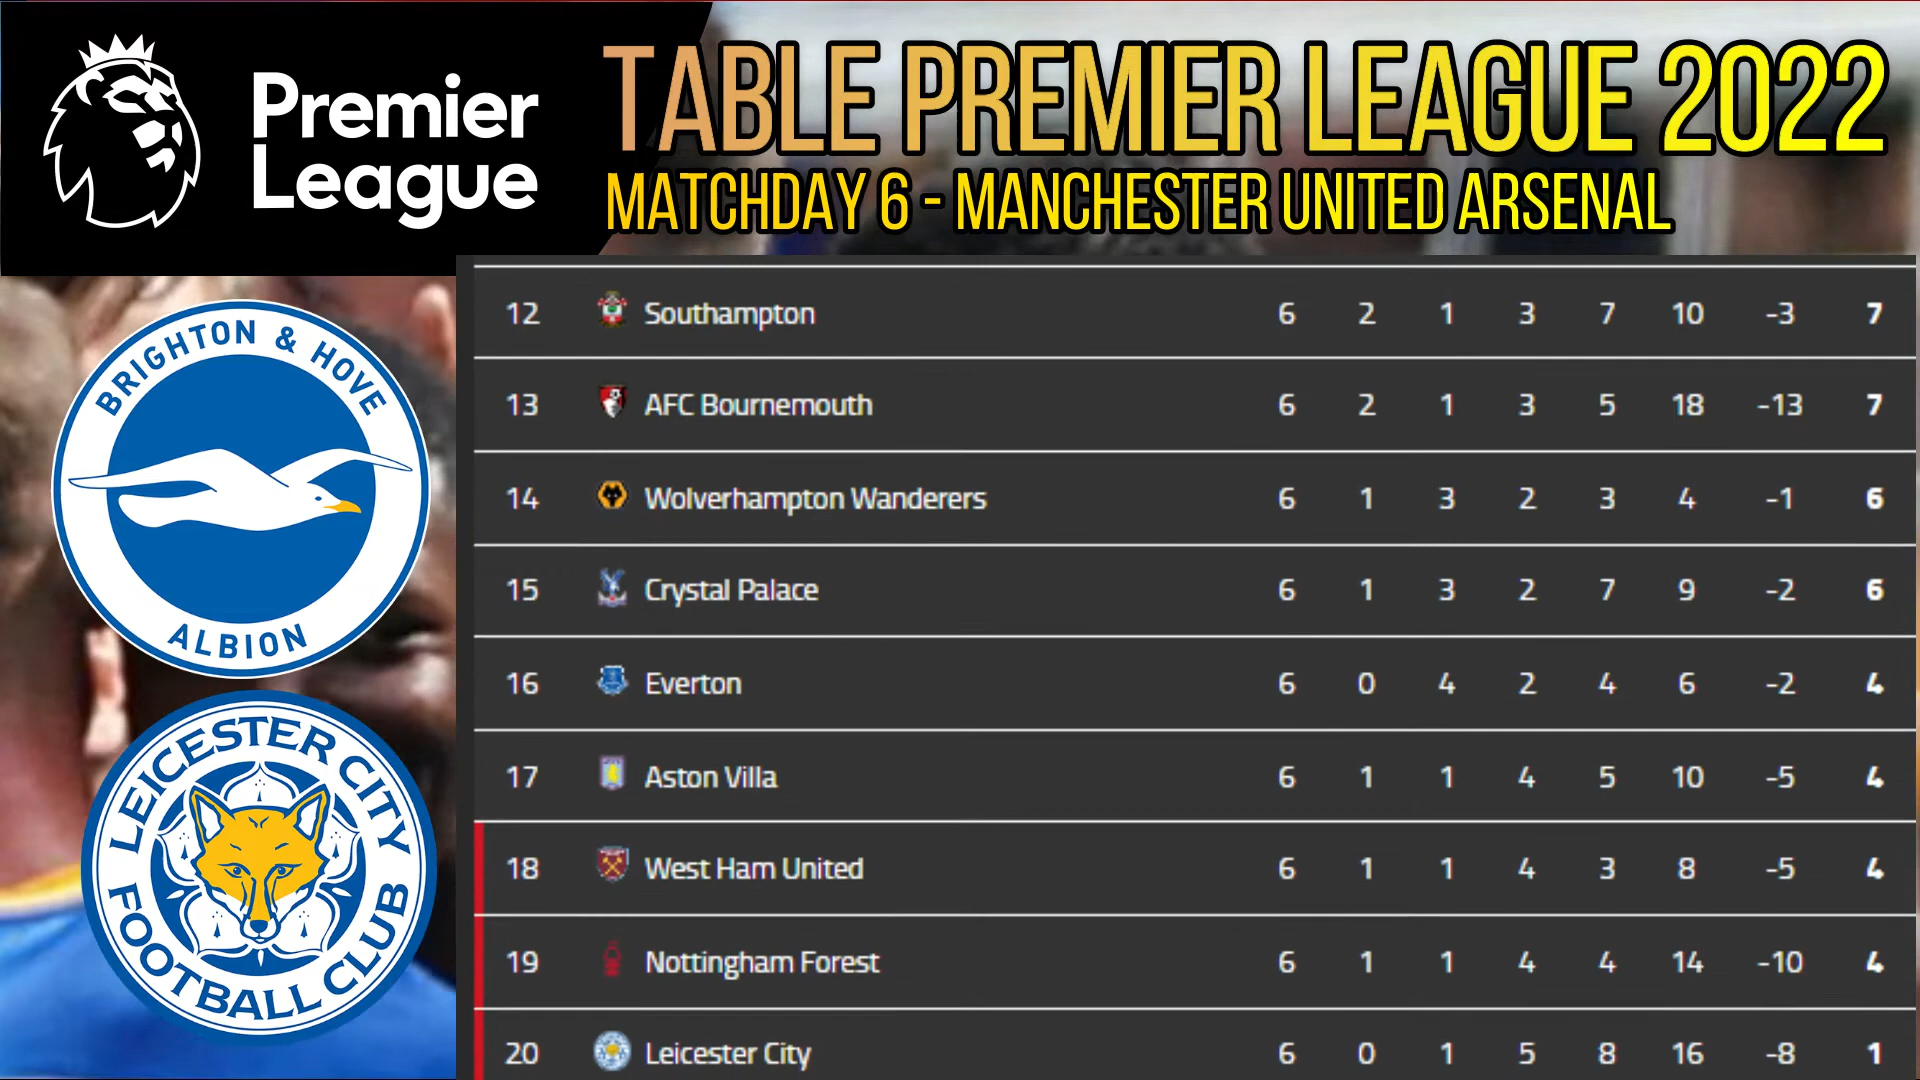 Premier
League
TABLE PREMIER LEAGUE 2022
MATCHDAY 6 - MANCHESTER UNITED ARSENAL
BRIGHTON & HOVE
ALBION
LEICESTER CITY
FOOTBALL CLUB
12 Southampton 6 2 1 3 7 10 -3 7
13 AFC Bournemouth 6 2 1 3 5 18 -13 7
14 Wolverhampton Wanderers 6 1 3 2 3 4 -1 6
15 Crystal Palace 6 1 3 2 7 9 -2 6
16 Everton 6 0 4 2 4 6 -2 4
17 Aston Villa 6 1 1 4 5 10 -5 4
18 West Ham United 6 1 1 4 3 8 -5 4
19 Nottingham Forest 6 1 1 4 4 14 -10 4
20 Leicester City 6 0 1 5 8 16 -8 1